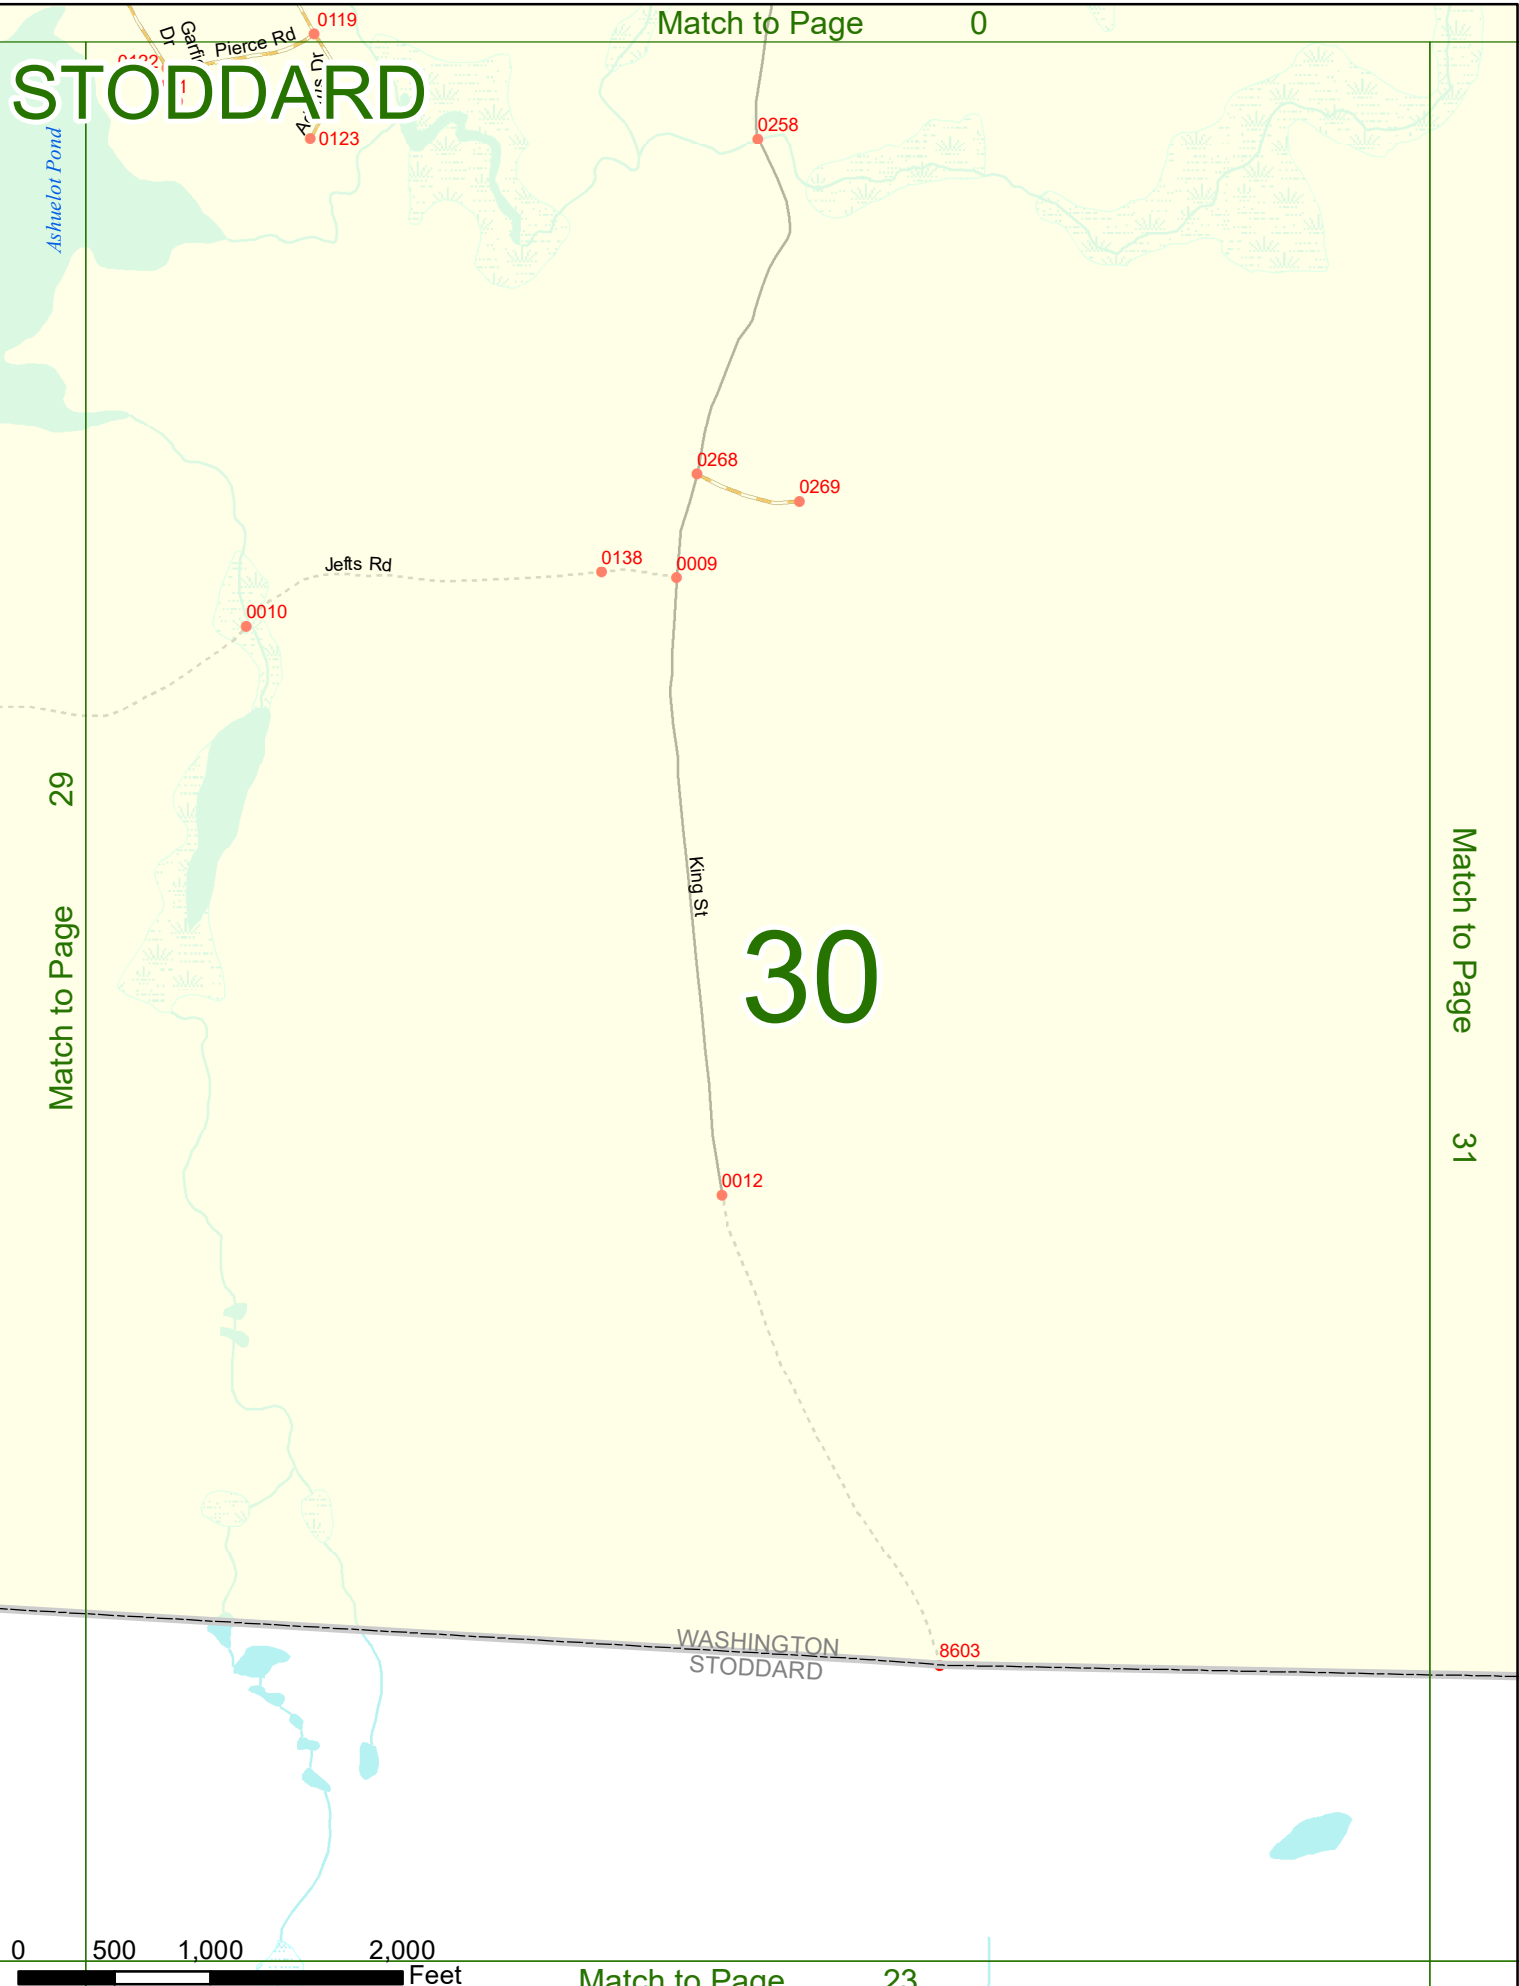 Match to Page 0
0119
Pierce Rd
Dr
0123
STODDARD
Ashuelot Pond
0258
0268
0269
Jefts Rd
0138
0009
0010
Match to Page 29
King St
30
Match to Page 31
0012
WASHINGTON
STODDARD
8603
0 500 1,000 2,000
Feet
Match to Page 23